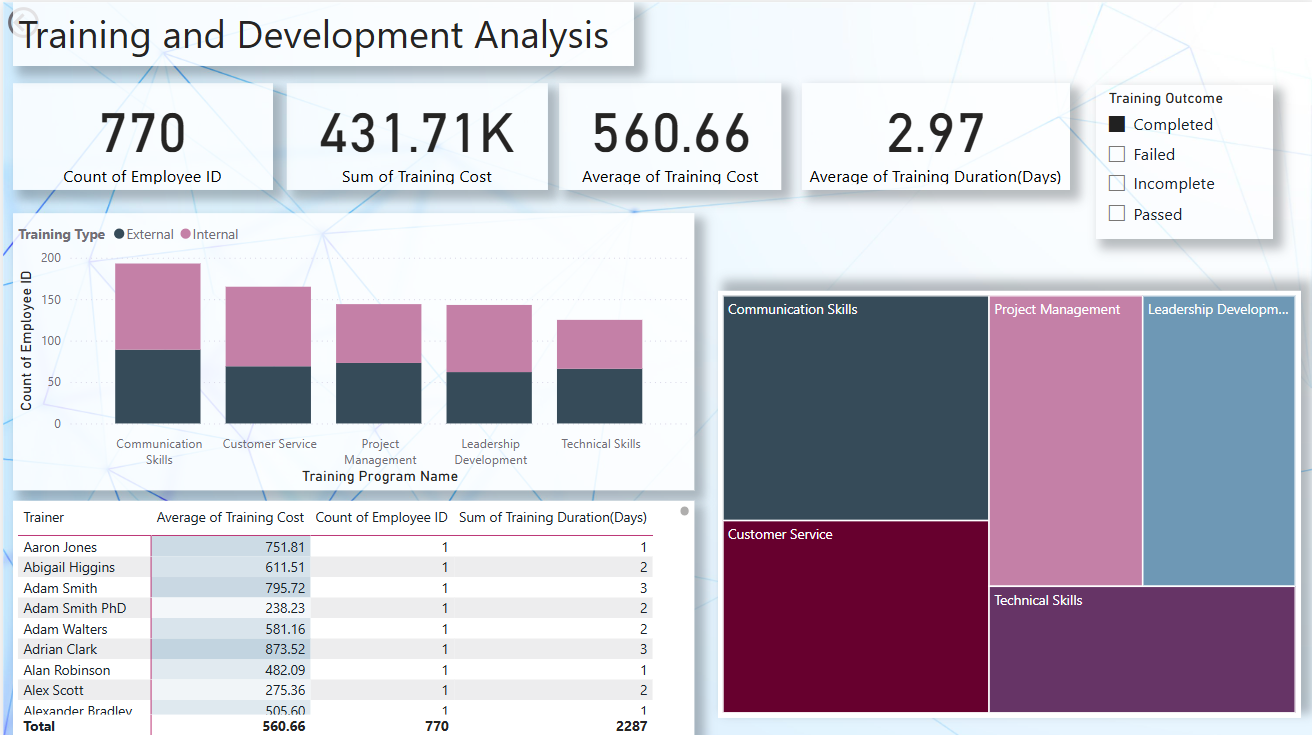 Training and Development Analysis
770
Count of Employee ID
431.71K
Sum of Training Cost
560.66
Average of Training Cost
2.97
Average of Training Duration(Days)
Training Outcome
Completed
Failed
Incomplete
Passed
Training Type External Internal
Count of Employee ID
200
150
100
50
0
Communication Skills
Customer Service
Project Management
Leadership Development
Technical Skills
Training Program Name
Trainer Average of Training Cost Count of Employee ID Sum of Training Duration(Days)
Aaron Jones 751.81 1 1
Abigail Higgins 611.51 1 2
Adam Smith 795.72 1 3
Adam Smith PhD 238.23 1 2
Adam Walters 581.16 1 2
Adrian Clark 873.52 1 3
Alan Robinson 482.09 1 1
Alex Scott 275.36 1 2
Alexander Bradley 505.60 1 1
Total 560.66 770 2287
Communication Skills
Project Management
Leadership Developm...
Customer Service
Technical Skills